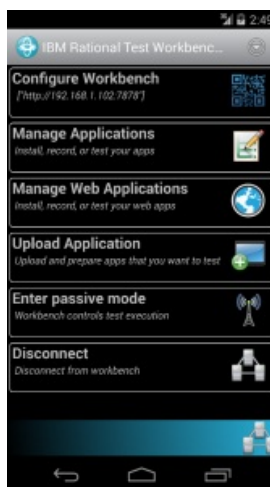 2:49
IBM Rational Test Workbenc...
Configure Workbench
["http://192.168.1.102:7878"]
Manage Applications
Install, record, or test your apps
Manage Web Applications
Install, record, or test your web apps
Upload Application
Upload and prepare apps that you want to test
Enter passive mode
Workbench controls test execution
Disconnect
Disconnect from workbench